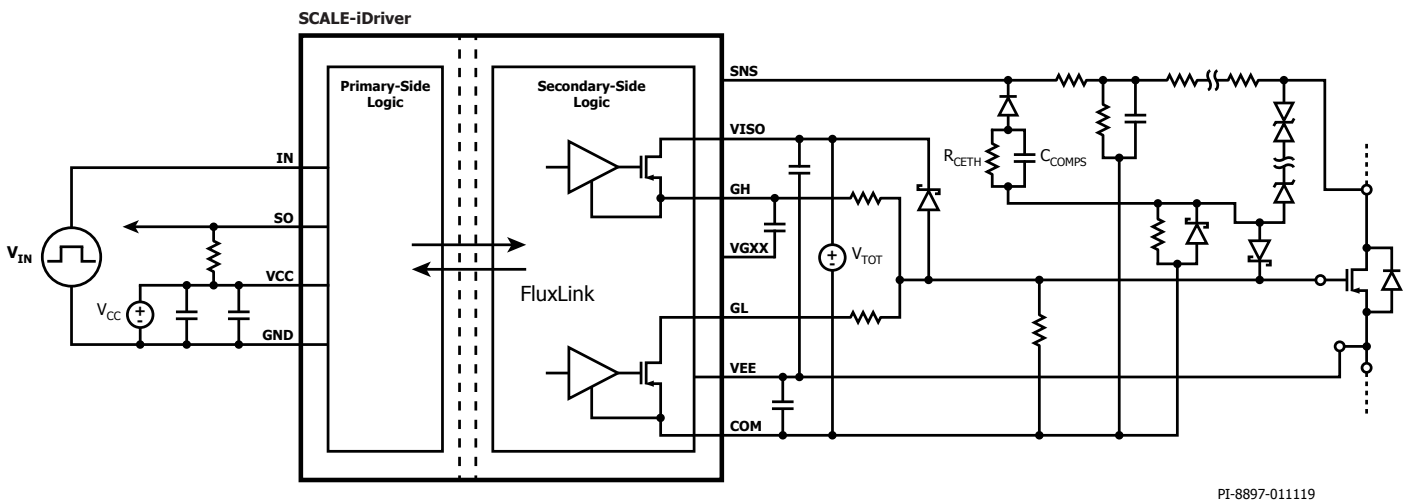 SCALE-iDriver
Primary-Side
Logic
Secondary-Side
Logic
SNS
VISO
IN
RCETH
CCOMPS
GH
SO
VGXX
VIN
VTOT
VCC
FluxLink
VCC
GL
GND
VEE
COM
+
-
+
-
PI-8897-011119